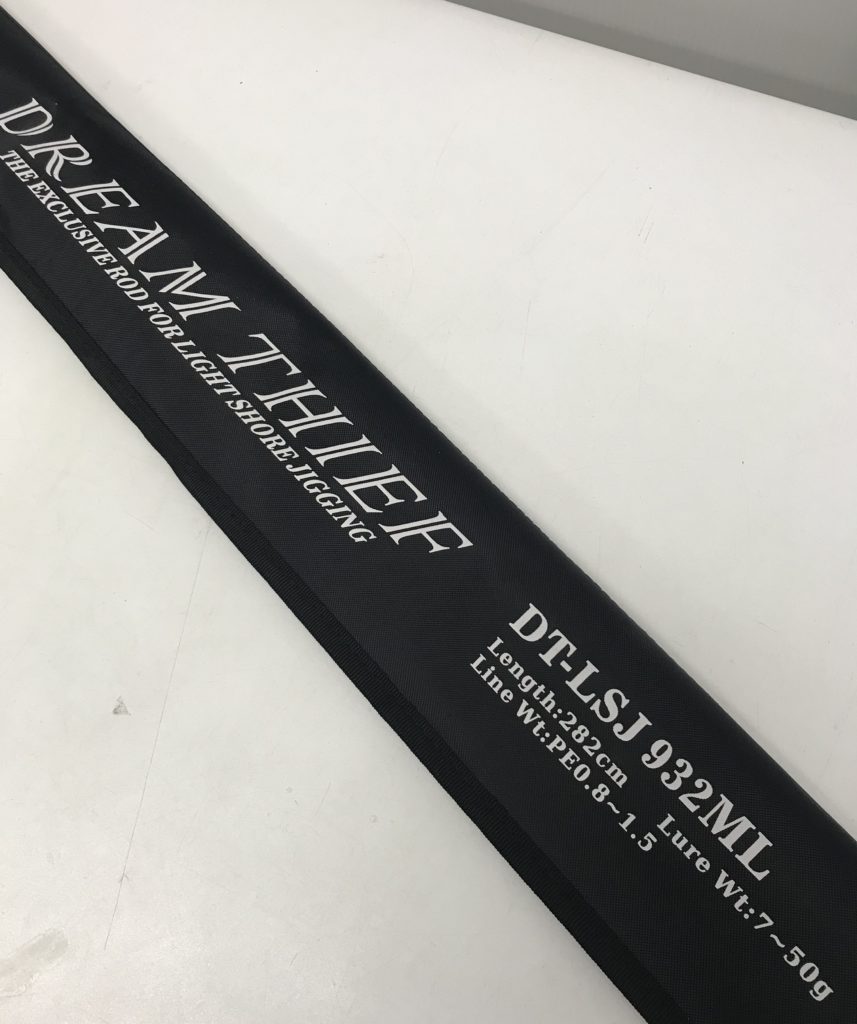 DREAM THIEF
THE EXCLUSIVE ROD FOR LIGHT SHORE JIGGING
DT-LSJ 932ML
Length:282cm Lure Wt:7~50g
Line Wt:PE0.8~1.5